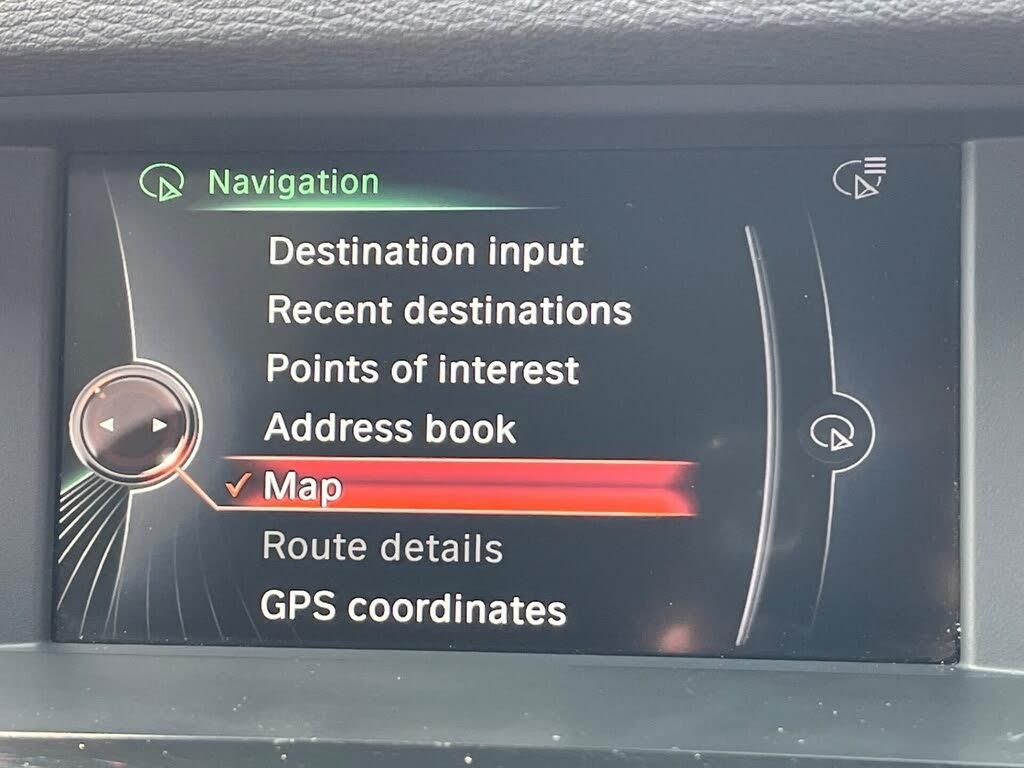 Navigation
Destination input
Recent destinations
Points of interest
Address book
Map
Route details
GPS coordinates